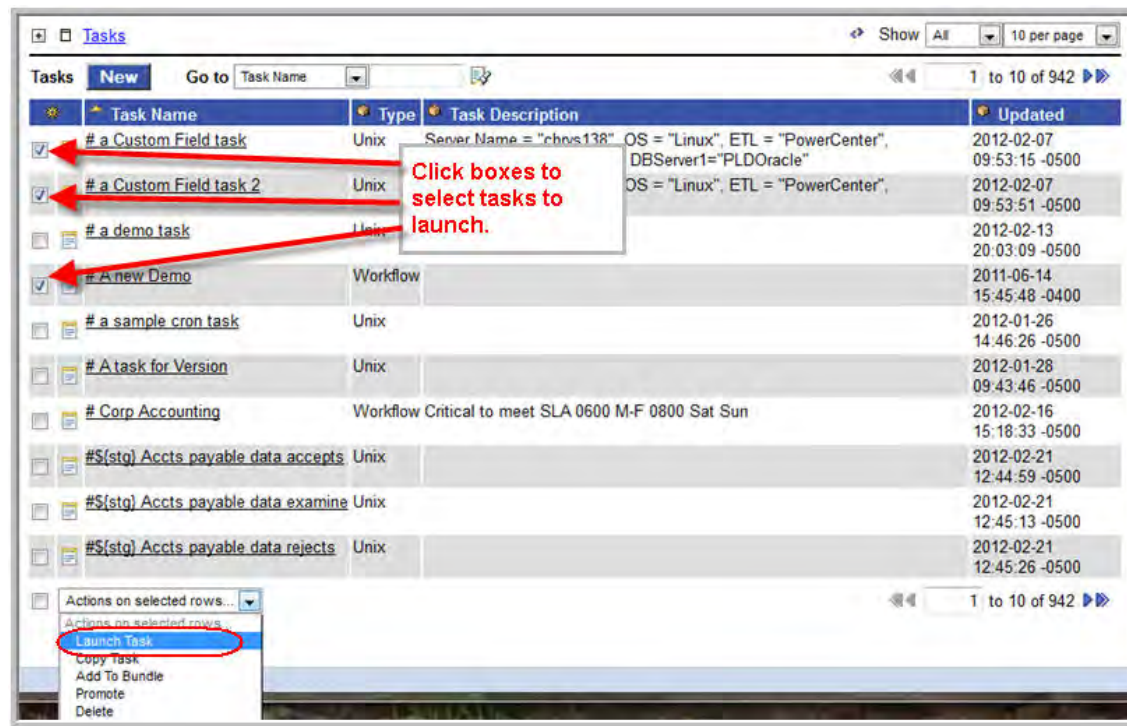 Tasks Show All 10 per page
Tasks New Go to Task Name 1 to 10 of 942
Task Name Type Task Description Updated
# a Custom Field task Unix Server Name = "chrys138", OS = "Linux", ETL = "PowerCenter", 2012-02-07
DBServer1="PLDOracle" 09:53:15 -0500
# a Custom Field task 2 Unix OS = "Linux", ETL = "PowerCenter", 2012-02-07
09:53:51 -0500
Click boxes to
select tasks to
launch.
# a demo task Unix 2012-02-13
20:03:09 -0500
# A new Demo Workflow 2011-06-14
15:45:48 -0400
# a sample cron task Unix 2012-01-26
14:46:26 -0500
# A task for Version Unix 2012-01-28
09:43:46 -0500
# Corp Accounting Workflow Critical to meet SLA 0600 M-F 0800 Sat Sun 2012-02-16
15:18:33 -0500
#${stg} Accts payable data accepts Unix 2012-02-21
12:44:59 -0500
#${stg} Accts payable data examine Unix 2012-02-21
12:45:13 -0500
#${stg} Accts payable data rejects Unix 2012-02-21
12:45:26 -0500
Actions on selected rows... 1 to 10 of 942
Actions on selected rows...
Launch Task
Copy Task
Add To Bundle
Promote
Delete